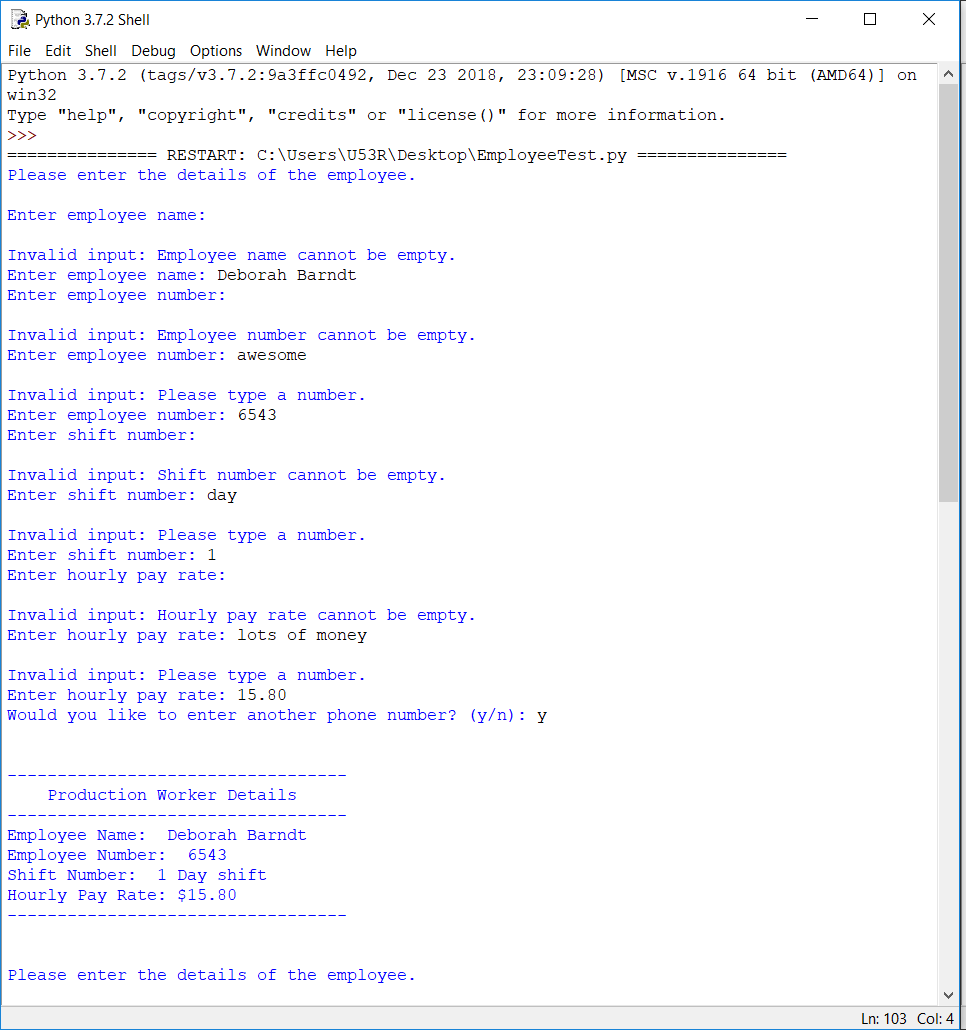 Python 3.7.2 Shell
File Edit Shell Debug Options Window Help
Python 3.7.2 (tags/v3.7.2:9a3ffc0492, Dec 23 2018, 23:09:28) [MSC v.1916 64 bit (AMD64)] on
win32
Type "help", "copyright", "credits" or "license()" for more information.
>>>
=============== RESTART: C:\Users\U53R\Desktop\EmployeeTest.py ===============
Please enter the details of the employee.
Enter employee name:
Invalid input: Employee name cannot be empty.
Enter employee name: Deborah Barndt
Enter employee number:
Invalid input: Employee number cannot be empty.
Enter employee number: awesome
Invalid input: Please type a number.
Enter employee number: 6543
Enter shift number:
Invalid input: Shift number cannot be empty.
Enter shift number: day
Invalid input: Please type a number.
Enter shift number: 1
Enter hourly pay rate:
Invalid input: Hourly pay rate cannot be empty.
Enter hourly pay rate: lots of money
Invalid input: Please type a number.
Enter hourly pay rate: 15.80
Would you like to enter another phone number? (y/n): y
----------------------------------
    Production Worker Details
----------------------------------
Employee Name:  Deborah Barndt
Employee Number:  6543
Shift Number:  1 Day shift
Hourly Pay Rate: $15.80
----------------------------------
Please enter the details of the employee.
Ln: 103 Col: 4